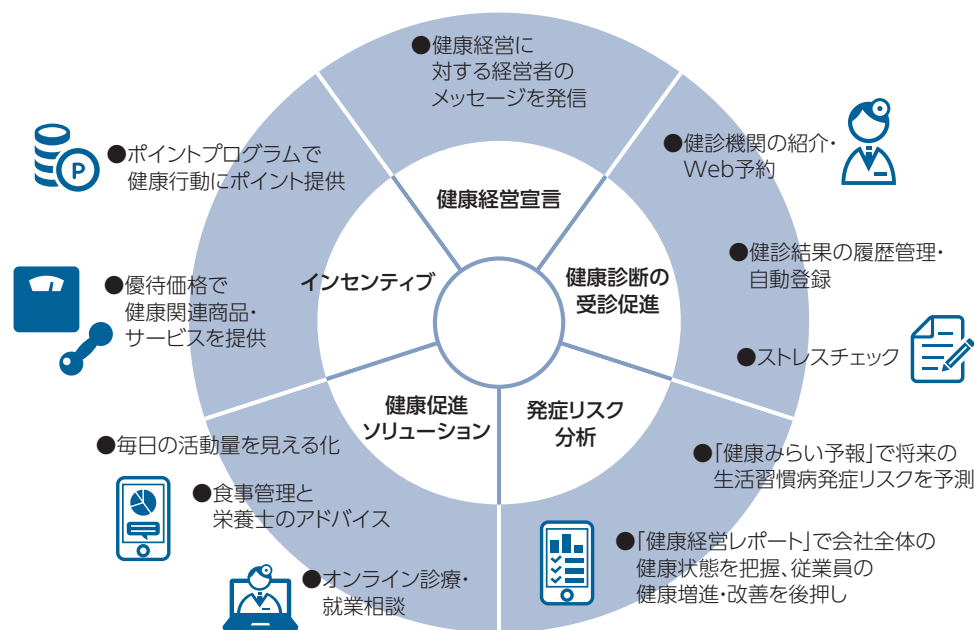 ●健康経営に
対する経営者の
メッセージを発信
健康経営宣言
●健診機関の紹介・
Web予約
●健診結果の履歴管理・
自動登録
●ストレスチェック
健康診断の
受診促進
●「健康みらい予報」で将来の
生活習慣病発症リスクを予測
●「健康経営レポート」で会社全体の
健康状態を把握、従業員の
健康増進・改善を後押し
発症リスク
分析
健康促進
ソリューション
●毎日の活動量を見える化
●食事管理と
栄養士のアドバイス
●オンライン診療・
就業相談
インセンティブ
P
●ポイントプログラムで
健康行動にポイント提供
●優待価格で
健康関連商品・
サービスを提供